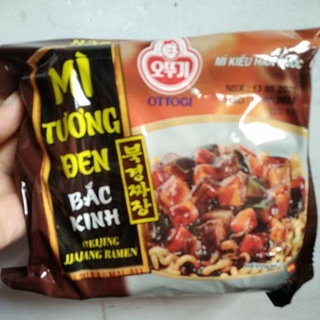 오뚜기
OTTOGI
MÌ KIỂU HÀN QUỐC
MÌ
TƯƠNG
ĐEN
BẮC
KINH
북경짜장
BEIJING
JJAJANG RAMEN